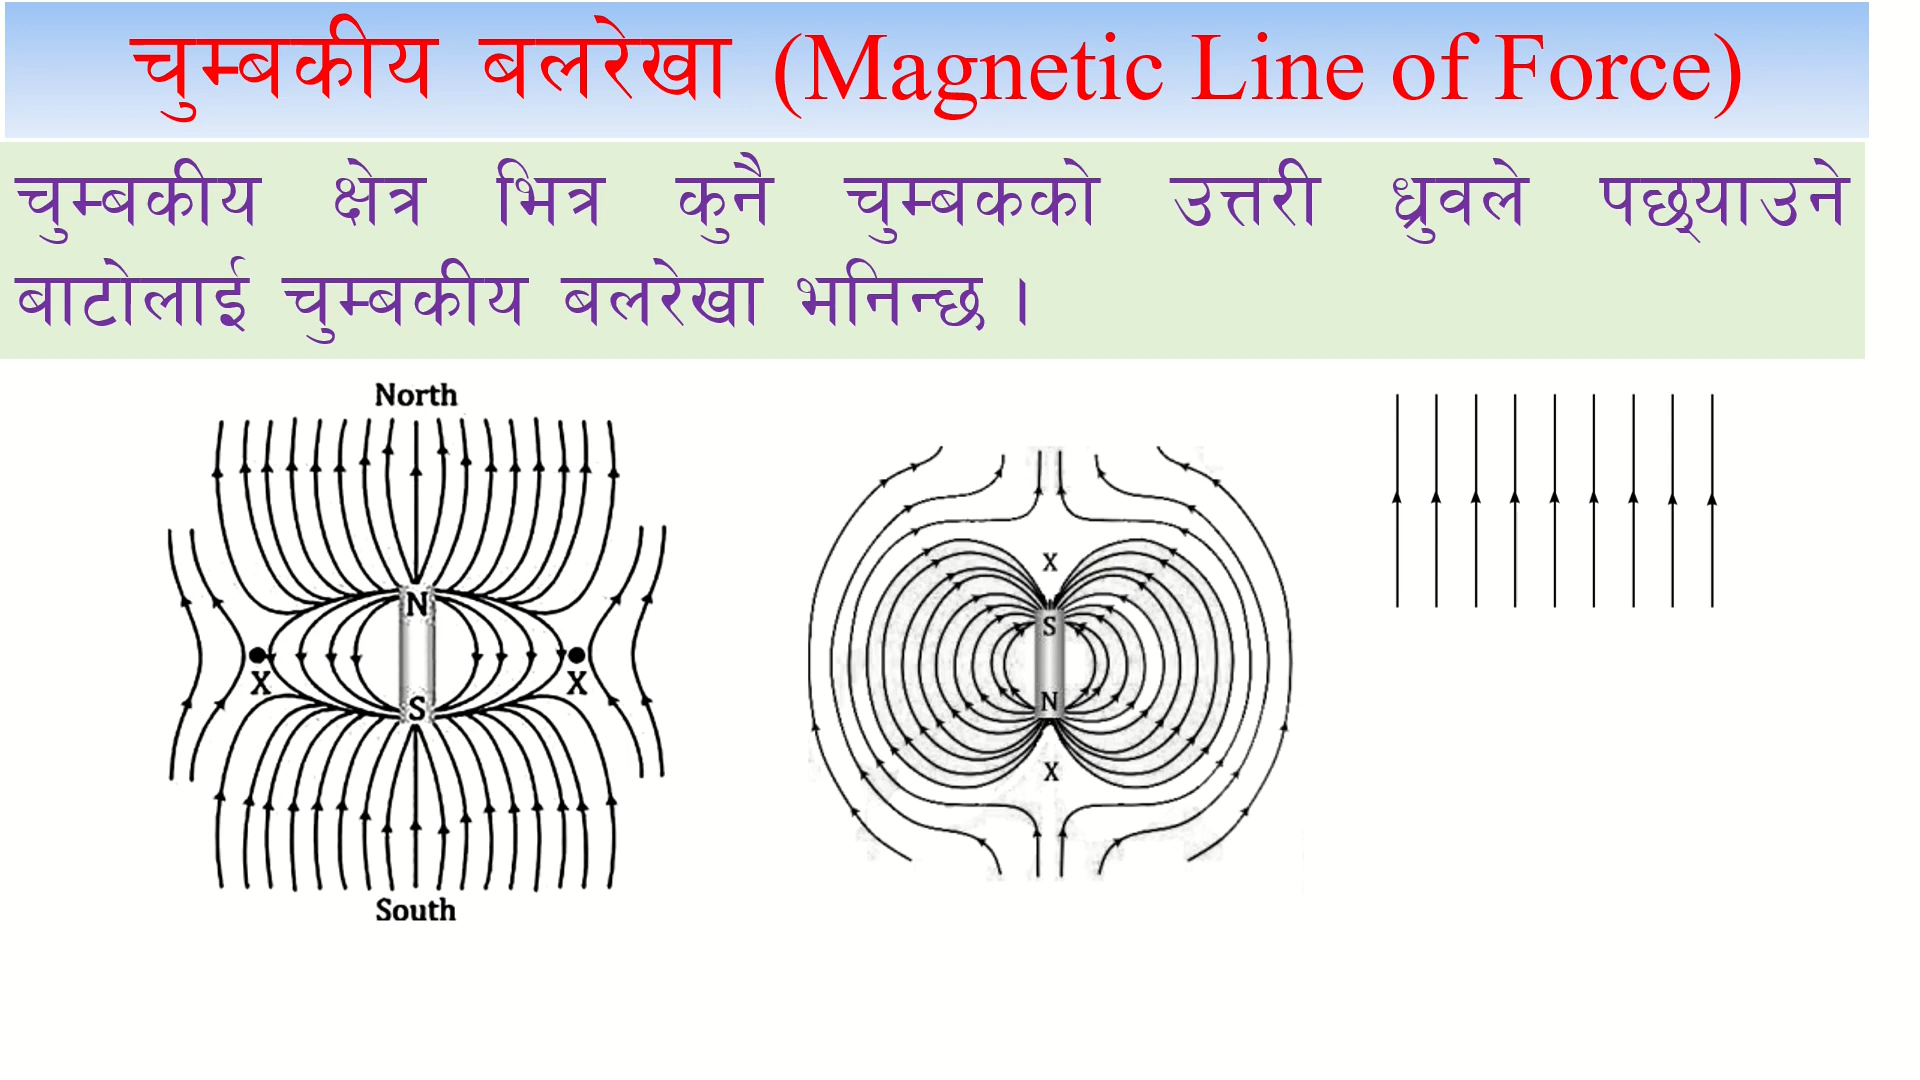 चुम्बकीय बलरेखा (Magnetic Line of Force)
चुम्बकीय क्षेत्र भित्र कुनै चुम्बकको उत्तरी ध्रुवले पछ्याउने
बाटोलाई चुम्बकीय बलरेखा भनिन्छ ।
North
N
X
X
S
South
X
S
N
X